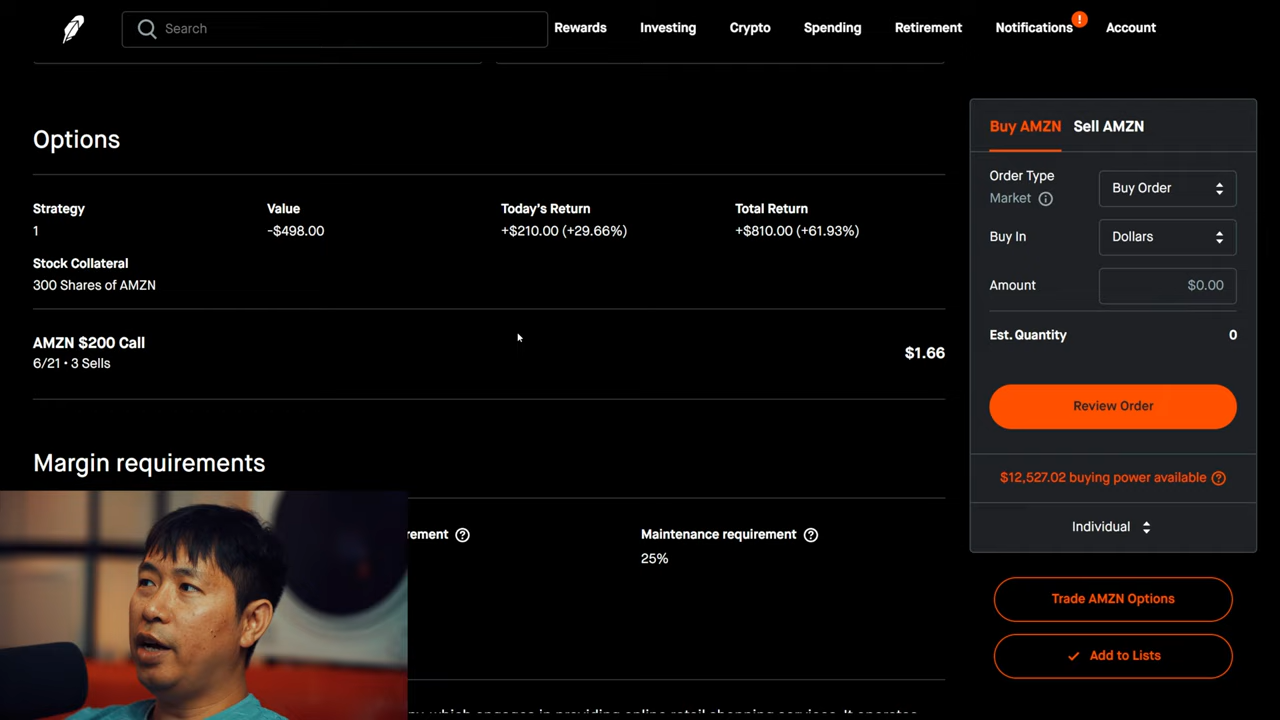 Search
Rewards
Investing
Crypto
Spending
Retirement
Notifications
!
Account
Options
Strategy
Value
Today's Return
Total Return
1
-$498.00
+$210.00 (+29.66%)
+$810.00 (+61.93%)
Stock Collateral
300 Shares of AMZN
AMZN $200 Call
6/21 • 3 Sells
$1.66
Margin requirements
Maintenance requirement ?
25%
Buy AMZN
Sell AMZN
Order Type
Market
Buy Order
Buy In
Dollars
Amount
$0.00
Est. Quantity
0
Review Order
$12,527.02 buying power available ?
Individual
Trade AMZN Options
Add to Lists